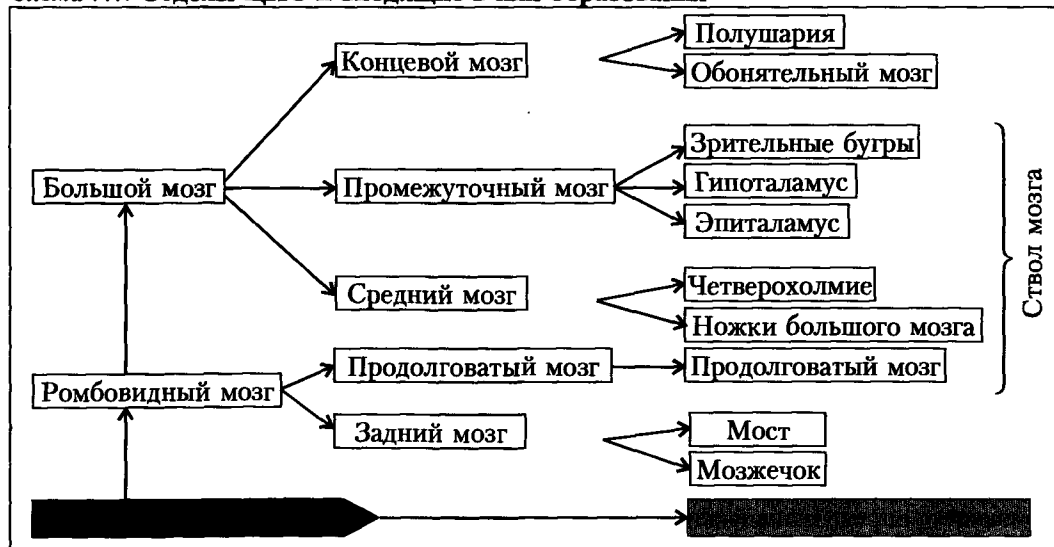 Концевой мозг
Полушария
Обонятельный мозг
Большой мозг
Промежуточный мозг
Зрительные бугры
Гипоталамус
Эпиталамус
Средний мозг
Четверохолмие
Ножки большого мозга
Ствол мозга
Ромбовидный мозг
Продолговатый мозг
Продолговатый мозг
Задний мозг
Мост
Мозжечок